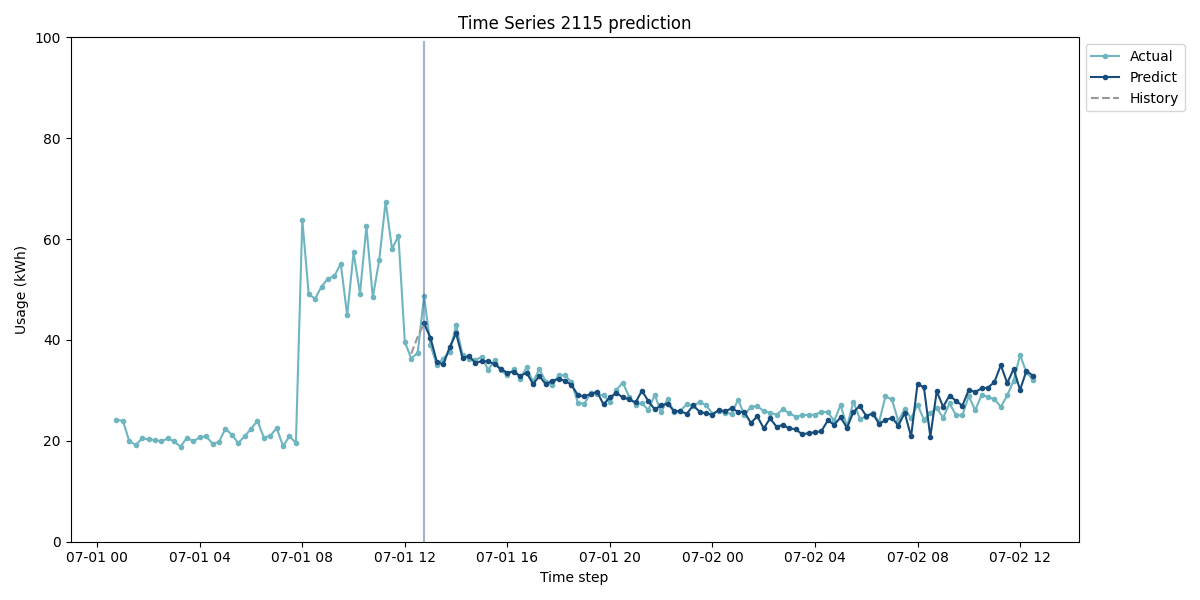 Time Series 2115 prediction
Actual
Predict
History
Usage (kWh)
100
80
60
40
20
0
07-01 00
07-01 04
07-01 08
07-01 12
07-01 16
07-01 20
07-02 00
07-02 04
07-02 08
07-02 12
Time step